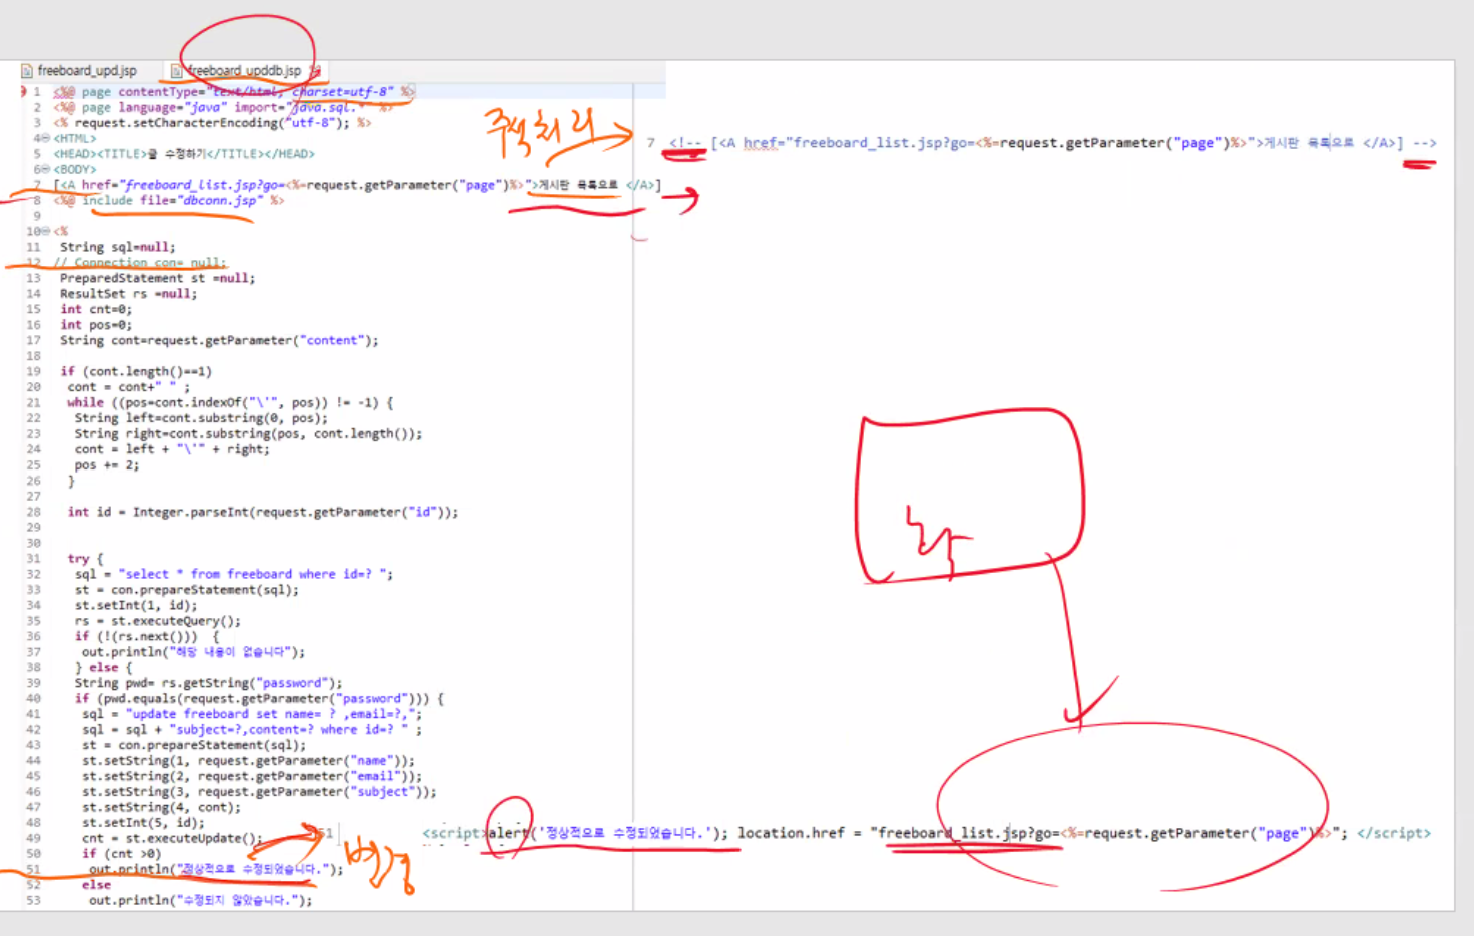 freeboard_upd.jsp freeboard_upddb.jsp
1 <%@ page contentType="text/html; charset=utf-8" %>
2 <%@ page language="java" import="java.sql.*" %>
3 <% request.setCharacterEncoding("utf-8"); %>
4 <HTML>
5 <HEAD><TITLE>글 수정하기</TITLE></HEAD>
6 <BODY>
7 [<A href="freeboard_list.jsp?go=<%=request.getParameter("page")%>">게시판 목록으로 </A>]
8 <%@ include file="dbconn.jsp" %>
9
10 <%
11 String sql=null;
12 // Connection con= null;
13 PreparedStatement st =null;
14 ResultSet rs =null;
15 int cnt=0;
16 int pos=0;
17 String cont=request.getParameter("content");
18
19 if (cont.length()==1)
20 cont = cont+" " ;
21 while ((pos=cont.indexOf("\'", pos)) != -1) {
22 String left=cont.substring(0, pos);
23 String right=cont.substring(pos, cont.length());
24 cont = left + "\'" + right;
25 pos += 2;
26 }
27
28 int id = Integer.parseInt(request.getParameter("id"));
29
30
31 try {
32 sql = "select * from freeboard where id=? ";
33 st = con.prepareStatement(sql);
34 st.setInt(1, id);
35 rs = st.executeQuery();
36 if (!(rs.next())) {
37 out.println("해당 내용이 없습니다");
38 } else {
39 String pwd= rs.getString("password");
40 if (pwd.equals(request.getParameter("password"))) {
41 sql = "update freeboard set name= ? ,email=?,";
42 sql = sql + "subject=?,content=? where id=? " ;
43 st = con.prepareStatement(sql);
44 st.setString(1, request.getParameter("name"));
45 st.setString(2, request.getParameter("email"));
46 st.setString(3, request.getParameter("subject"));
47 st.setString(4, cont);
48 st.setInt(5, id);
49 cnt = st.executeUpdate();
50 if (cnt >0)
51 out.println("정상적으로 수정되었습니다.");
52 else
53 out.println("수정되지 않았습니다.");
주석처리
7 <!-- [<A href="freeboard_list.jsp?go=<%=request.getParameter("page")%>">게시판 목록으로 </A>] -->
51 <script>alert('정상적으로 수정되었습니다.'); location.href = "freeboard_list.jsp?go=<%=request.getParameter("page")%>"; </script>
변경